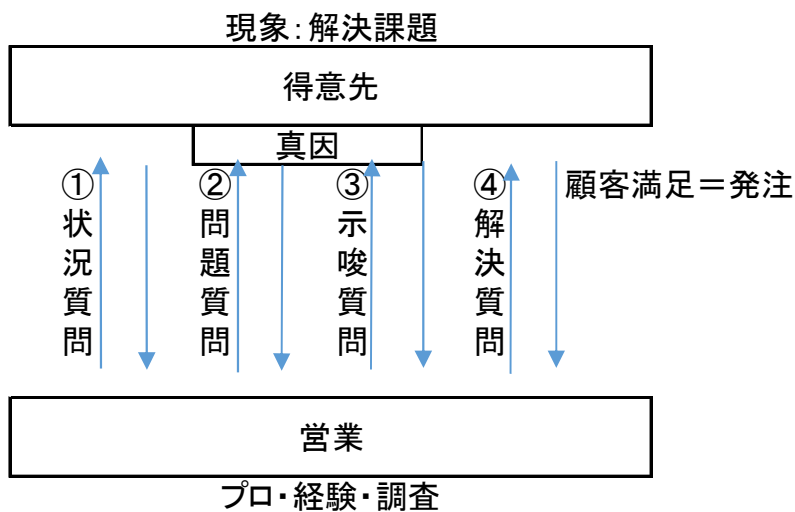 現象：解決課題
得意先
真因
①状況質問
②問題質問
③示唆質問
④解決質問
顧客満足＝発注
営業
プロ・経験・調査